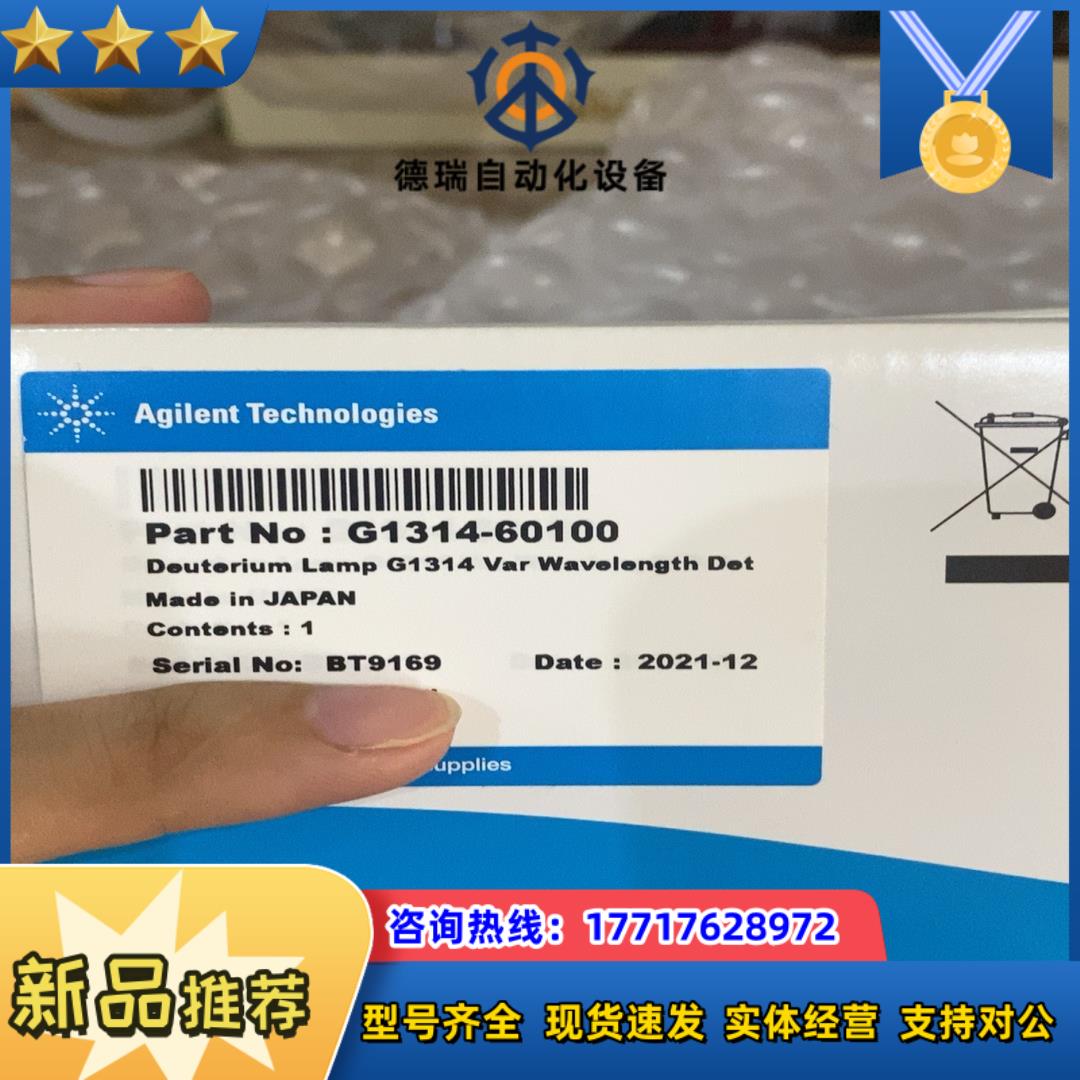 德瑞自动化设备
Agilent Technologies
Part No : G1314-60100
Deuterium Lamp G1314 Var Wavelength Det
Made in JAPAN
Contents : 1
Serial No: BT9169 Date : 2021-12
咨询热线：17717628972
新品推荐
型号齐全 现货速发 实体经营 支持对公